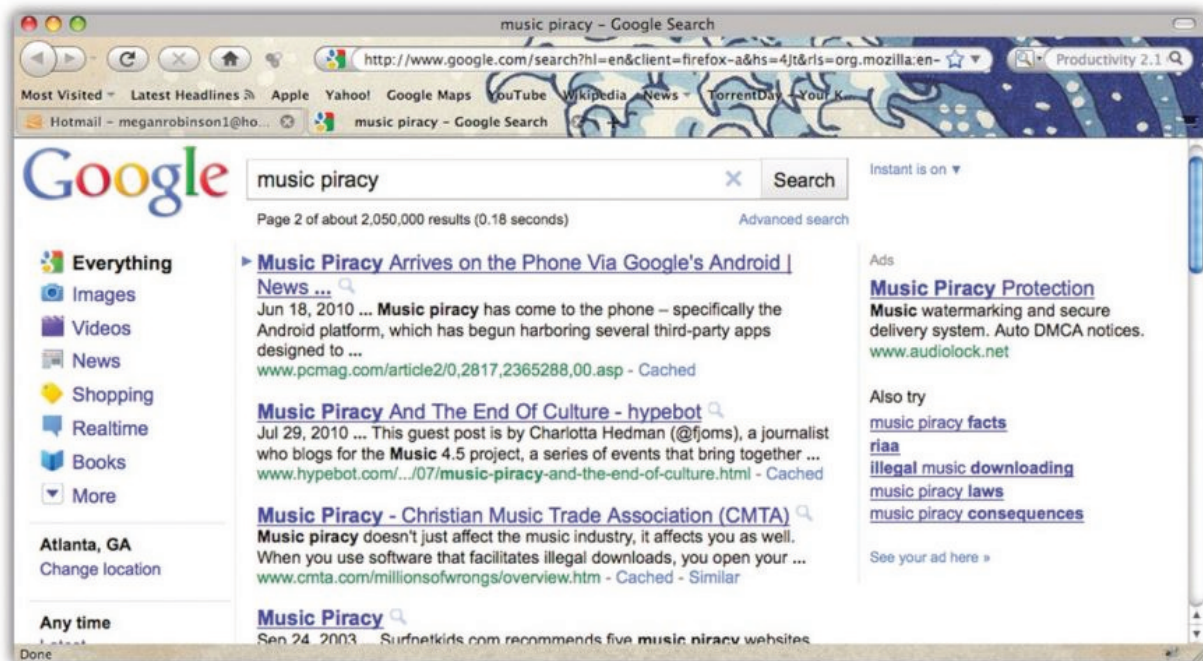 music piracy – Google Search
http://www.google.com/search?hl=en&client=firefox-a&hs=4Jt&rls=org.mozilla:en-
Productivity 2.1
Most Visited Latest Headlines Apple Yahoo! Google Maps YouTube Wikipedia News TorrentDay – Your K...
Hotmail – meganrobinson1@ho... music piracy – Google Search
Google
music piracy
Search
Instant is on
Page 2 of about 2,050,000 results (0.18 seconds)
Advanced search
Everything
Images
Videos
News
Shopping
Realtime
Books
More
Atlanta, GA
Change location
Any time
Music Piracy Arrives on the Phone Via Google's Android |
News ...
Jun 18, 2010 ... Music piracy has come to the phone – specifically the
Android platform, which has begun harboring several third-party apps
designed to ...
www.pcmag.com/article2/0,2817,2365288,00.asp - Cached
Music Piracy And The End Of Culture - hypebot
Jul 29, 2010 ... This guest post is by Charlotta Hedman (@fjoms), a journalist
who blogs for the Music 4.5 project, a series of events that bring together ...
www.hypebot.com/.../07/music-piracy-and-the-end-of-culture.html - Cached
Music Piracy - Christian Music Trade Association (CMTA)
Music piracy doesn't just affect the music industry, it affects you as well.
When you use software that facilitates illegal downloads, you open your ...
www.cmta.com/millionsofwrongs/overview.htm - Cached - Similar
Music Piracy
Sep 24, 2003 ... Surfnetkids.com recommends five music piracy websites
Ads
Music Piracy Protection
Music watermarking and secure
delivery system. Auto DMCA notices.
www.audiolock.net
Also try
music piracy facts
riaa
illegal music downloading
music piracy laws
music piracy consequences
See your ad here »
Done